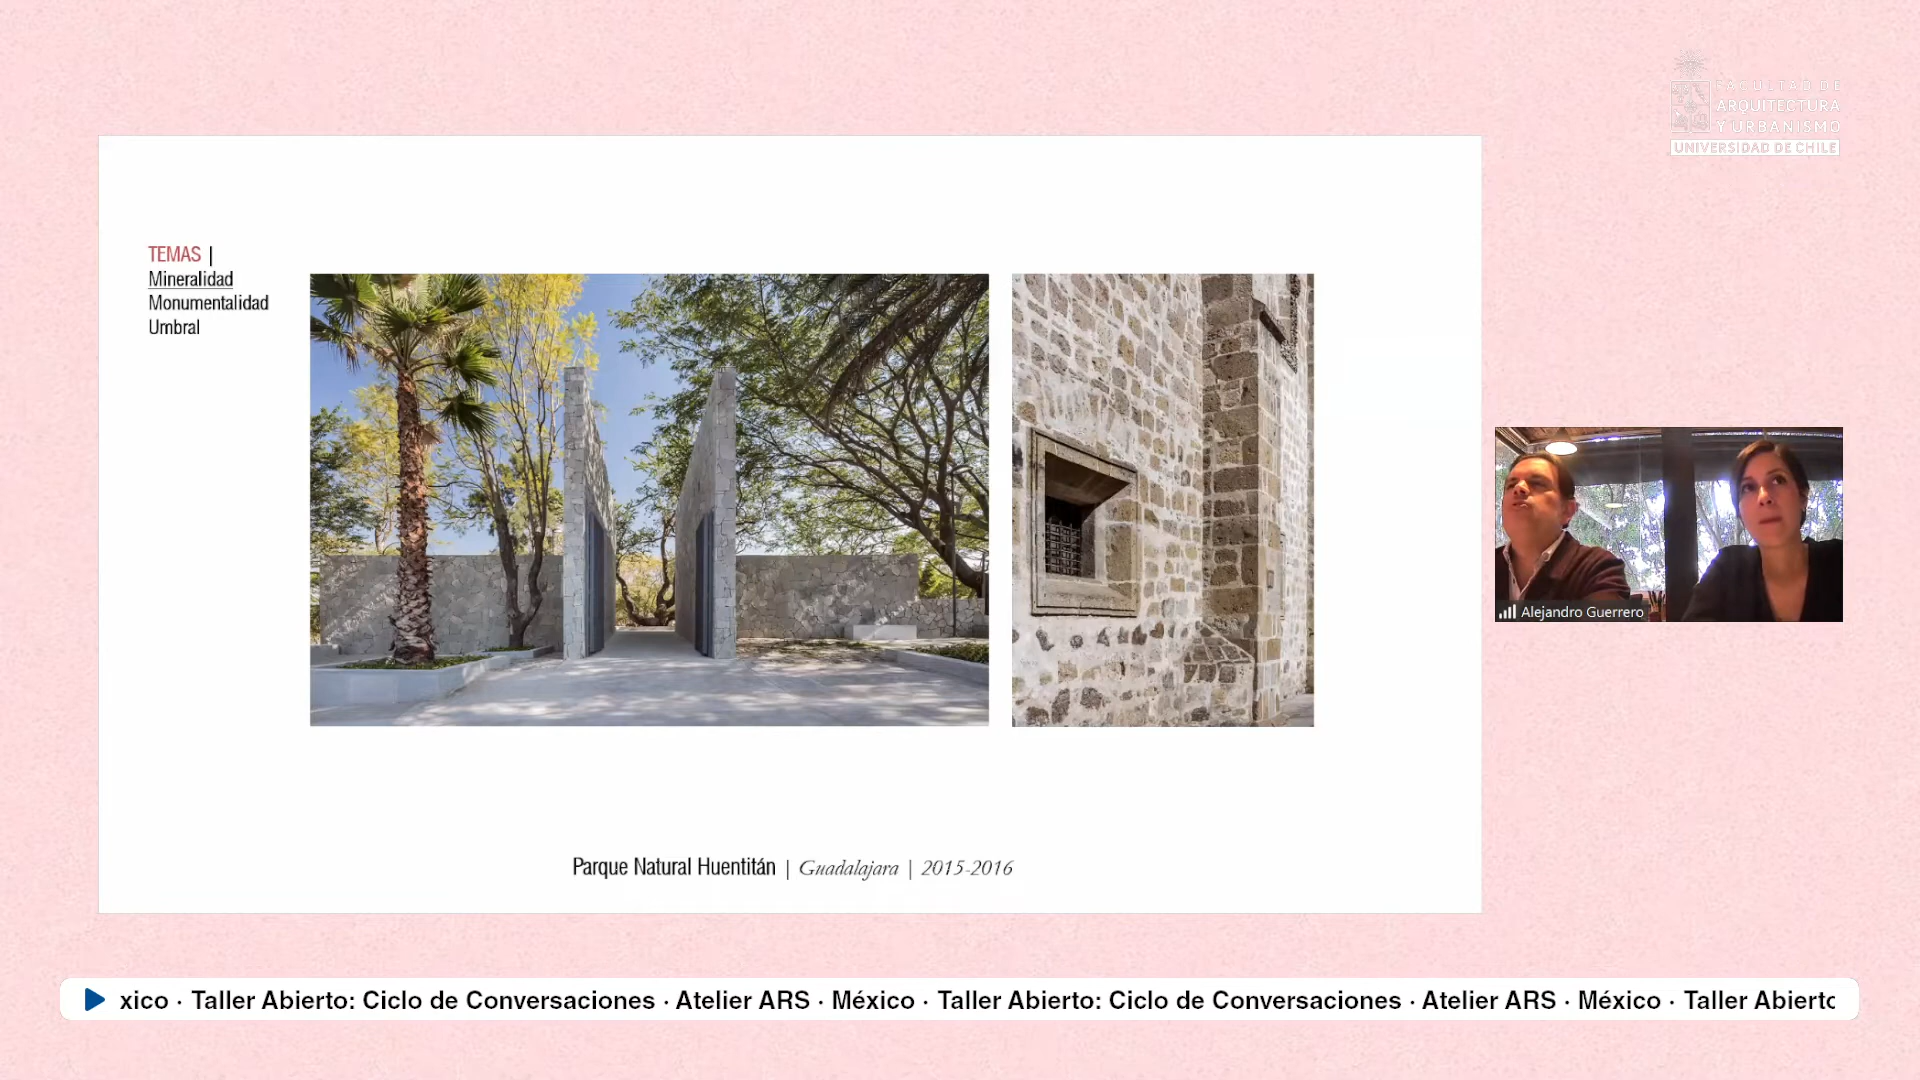 FACULTAD DE
ARQUITECTURA
Y URBANISMO
UNIVERSIDAD DE CHILE
TEMAS |
Mineralidad
Monumentalidad
Umbral
Alejandro Guerrero
Parque Natural Huentitán | Guadalajara | 2015-2016
xico · Taller Abierto: Ciclo de Conversaciones · Atelier ARS · México · Taller Abierto: Ciclo de Conversaciones · Atelier ARS · México · Taller Abierto